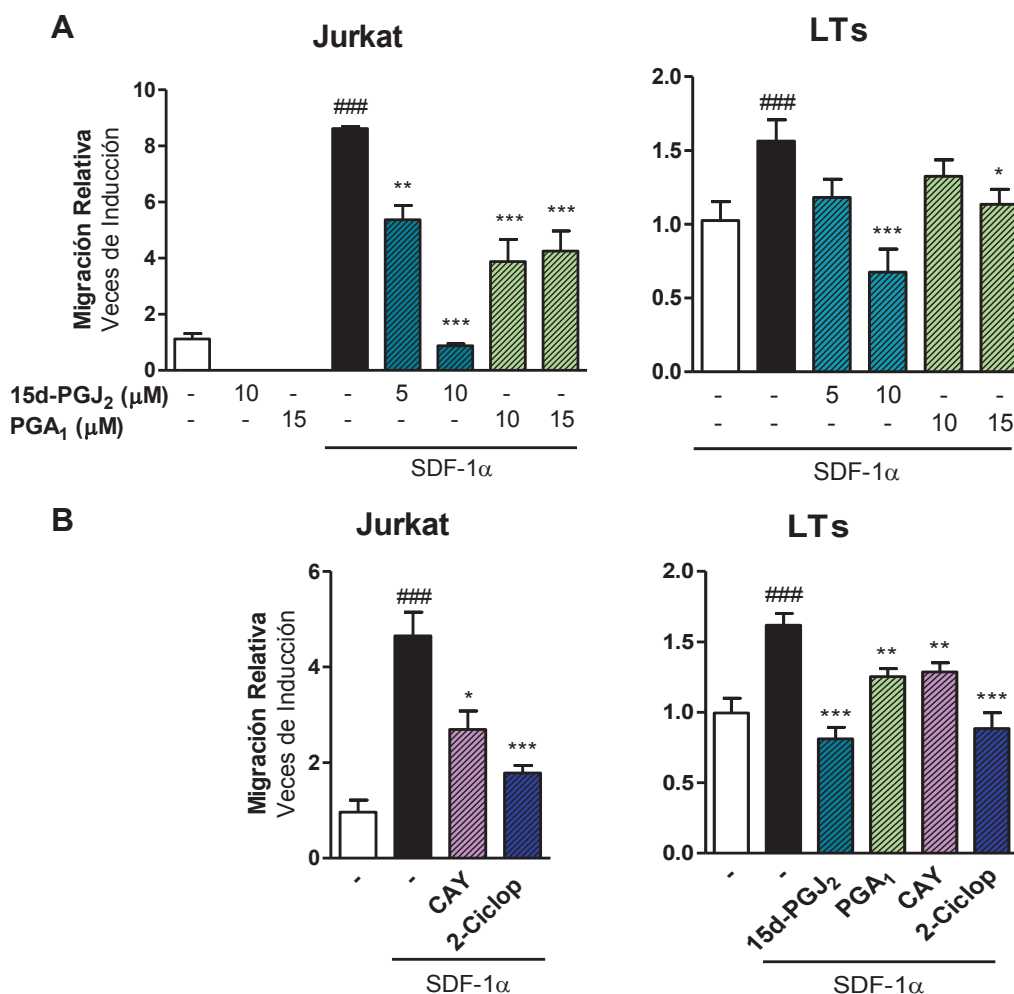 A
Jurkat
LTs
Migración Relativa
Veces de Inducción
10
8
6
4
2
0
###
**
***
***
***
2.0
1.5
1.0
0.5
0.0
###
***
*
15d-PGJ2 (μM) - 10 - - 5 10 - - - - 5 10 - -
PGA1 (μM) - - 15 - - - 10 15 - - - - 10 15
SDF-1α
SDF-1α
B
Jurkat
LTs
Migración Relativa
Veces de Inducción
6
4
2
0
###
*
***
- - CAY 2-Ciclop
SDF-1α
2.0
1.5
1.0
0.5
0.0
###
***
**
**
***
- - 15d-PGJ2 PGA1 CAY 2-Ciclop
SDF-1α